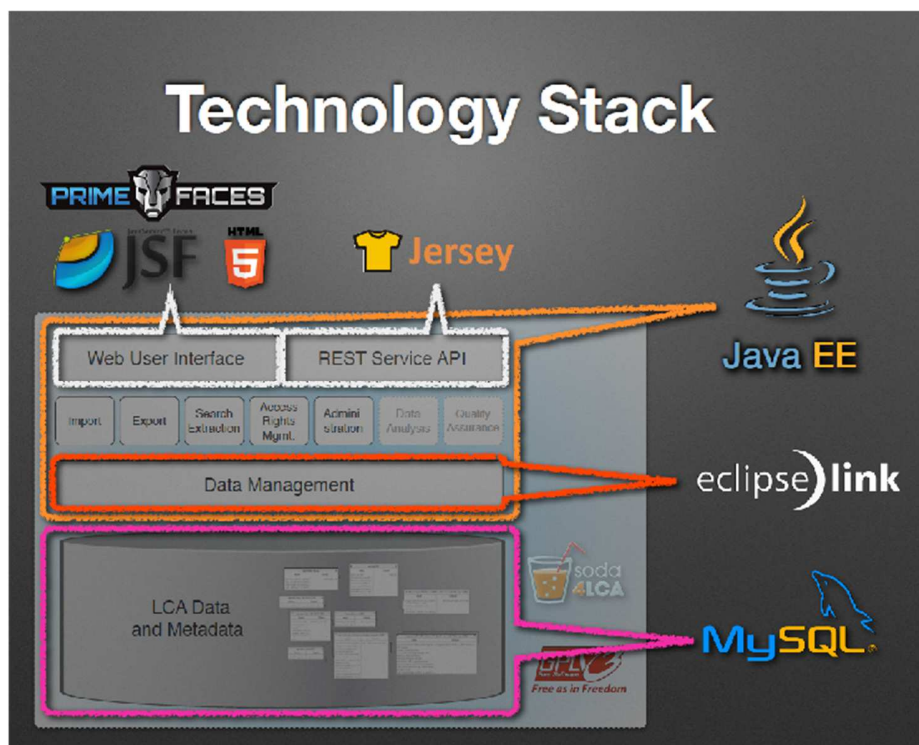 Technology Stack
PRIME FACES
JSF
HTML
5
Jersey
Java EE
Web User Interface
REST Service API
Import
Export
Search
Extraction
Access
Rights
Mgmt.
Admini
stration
Data
Analysis
Quality
Assurance
Data Management
eclipse)link
LCA Data
and Metadata
soda
4LCA
MySQL
GPLv3
Free as in Freedom